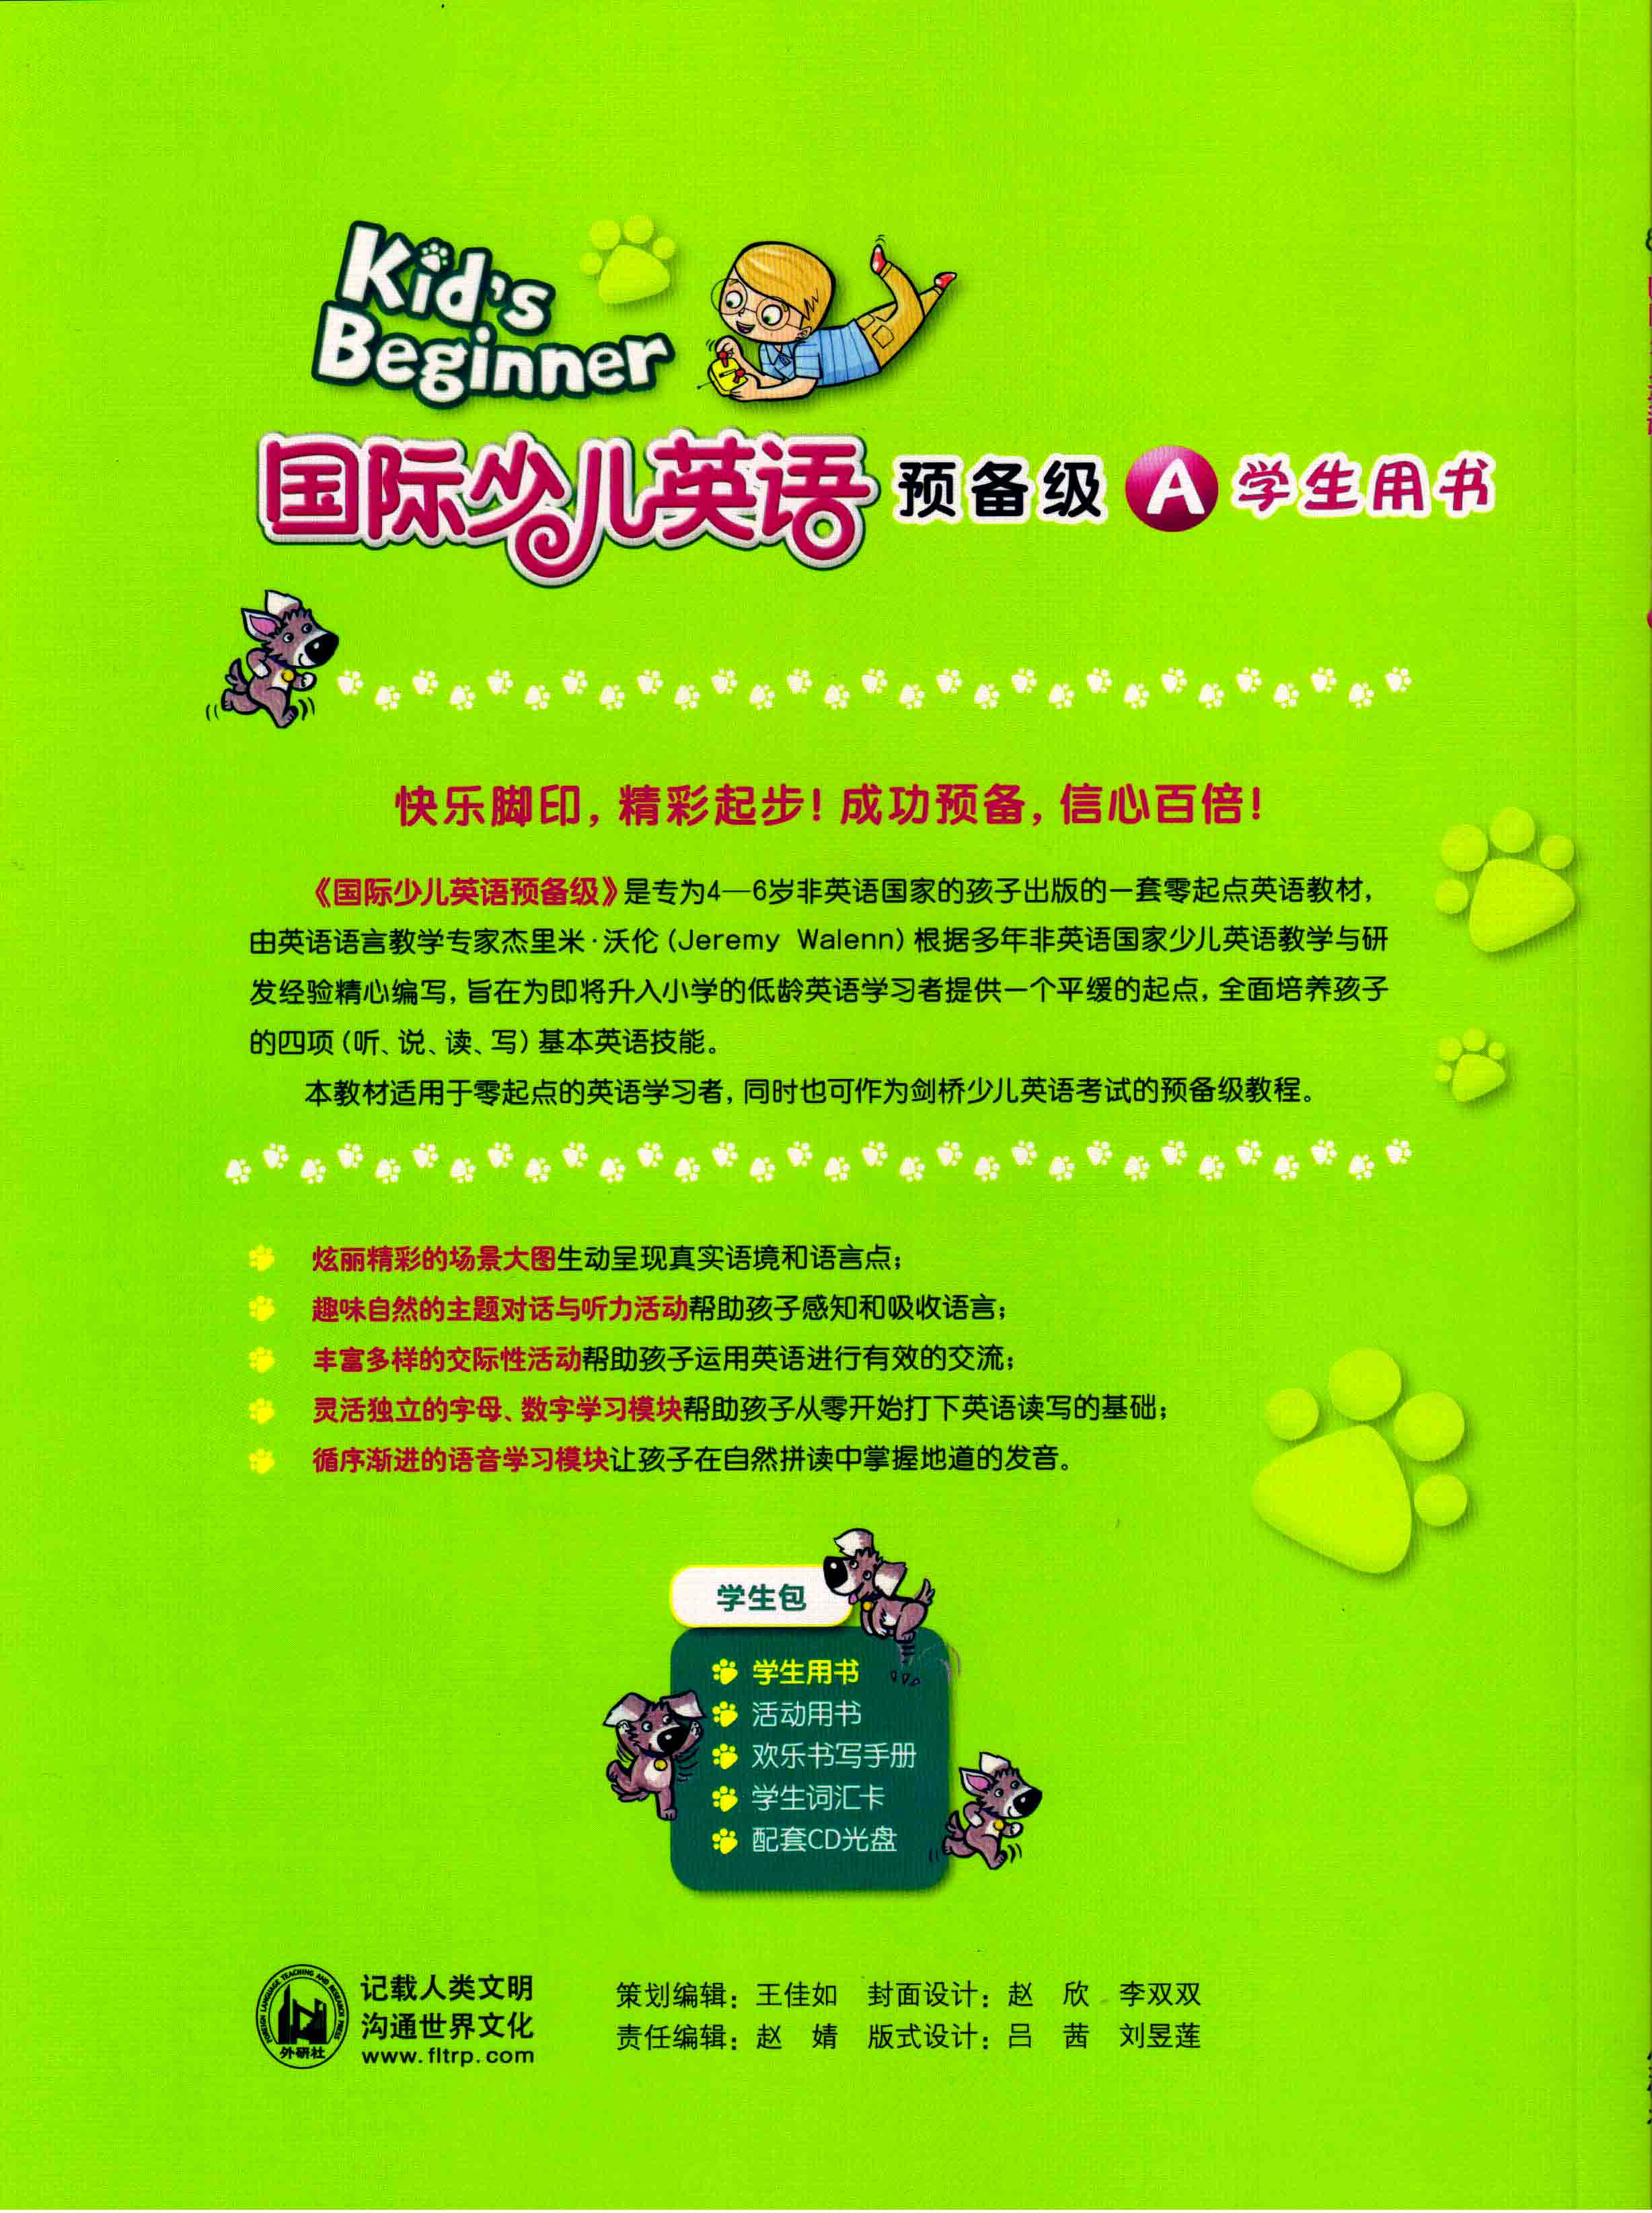 Kid's
Beginner
国际少儿英语 预备级 A 学生用书
快乐脚印，精彩起步！成功预备，信心百倍！
《国际少儿英语预备级》是专为4—6岁非英语国家的孩子出版的一套零起点英语教材，
由英语语言教学专家杰里米·沃伦（Jeremy Walenn）根据多年非英语国家少儿英语教学与研
发经验精心编写，旨在为即将升入小学的低龄英语学习者提供一个平缓的起点，全面培养孩子
的四项（听、说、读、写）基本英语技能。
本教材适用于零起点的英语学习者，同时也可作为剑桥少儿英语考试的预备级教程。
炫丽精彩的场景大图生动呈现真实语境和语言点；
趣味自然的主题对话与听力活动帮助孩子感知和吸收语言；
丰富多样的交际性活动帮助孩子运用英语进行有效的交流；
灵活独立的字母、数字学习模块帮助孩子从零开始打下英语读写的基础；
循序渐进的语音学习模块让孩子在自然拼读中掌握地道的发音。
学生包
学生用书
活动用书
欢乐书写手册
学生词汇卡
配套CD光盘
FOREIGN LANGUAGE TEACHING AND RESEARCH PRESS
外研社
记载人类文明
沟通世界文化
www.fltrp.com
策划编辑：王佳如 封面设计：赵 欣 李双双
责任编辑：赵 婧 版式设计：吕 茜 刘昱莲